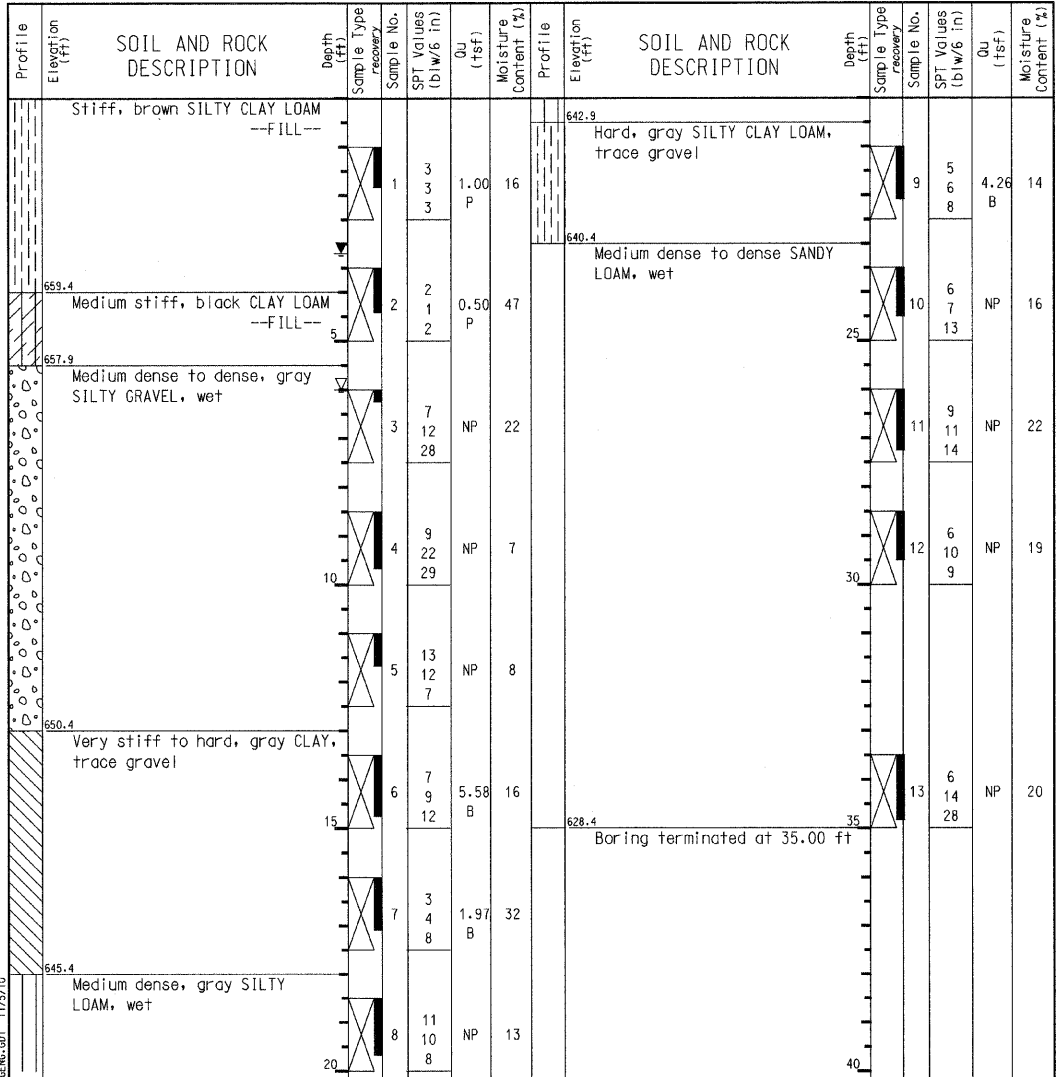 Profile
Elevation (ft)
SOIL AND ROCK
DESCRIPTION
Depth (ft)
Sample Type
recovery
Sample No.
SPT Values (blw/6 in)
Qu (tsf)
Moisture Content (%)
Profile
Elevation (ft)
SOIL AND ROCK
DESCRIPTION
Depth (ft)
Sample Type
recovery
Sample No.
SPT Values (blw/6 in)
Qu (tsf)
Moisture Content (%)
Stiff, brown SILTY CLAY LOAM
--FILL--
1
3
3
3
1.00
P
16
659.4
Medium stiff, black CLAY LOAM
--FILL--
2
2
1
2
0.50
P
47
5
657.9
Medium dense to dense, gray
SILTY GRAVEL, wet
3
7
12
28
NP
22
4
9
22
29
NP
7
10
5
13
12
7
NP
8
650.4
Very stiff to hard, gray CLAY,
trace gravel
6
7
9
12
5.58
B
16
15
7
3
4
8
1.97
B
32
645.4
Medium dense, gray SILTY
LOAM, wet
8
11
10
8
NP
13
20
642.9
Hard, gray SILTY CLAY LOAM,
trace gravel
9
5
6
8
4.26
B
14
640.4
Medium dense to dense SANDY
LOAM, wet
10
6
7
13
NP
16
25
11
9
11
14
NP
22
12
6
10
9
NP
19
30
13
6
14
28
NP
20
35
628.4
Boring terminated at 35.00 ft
40